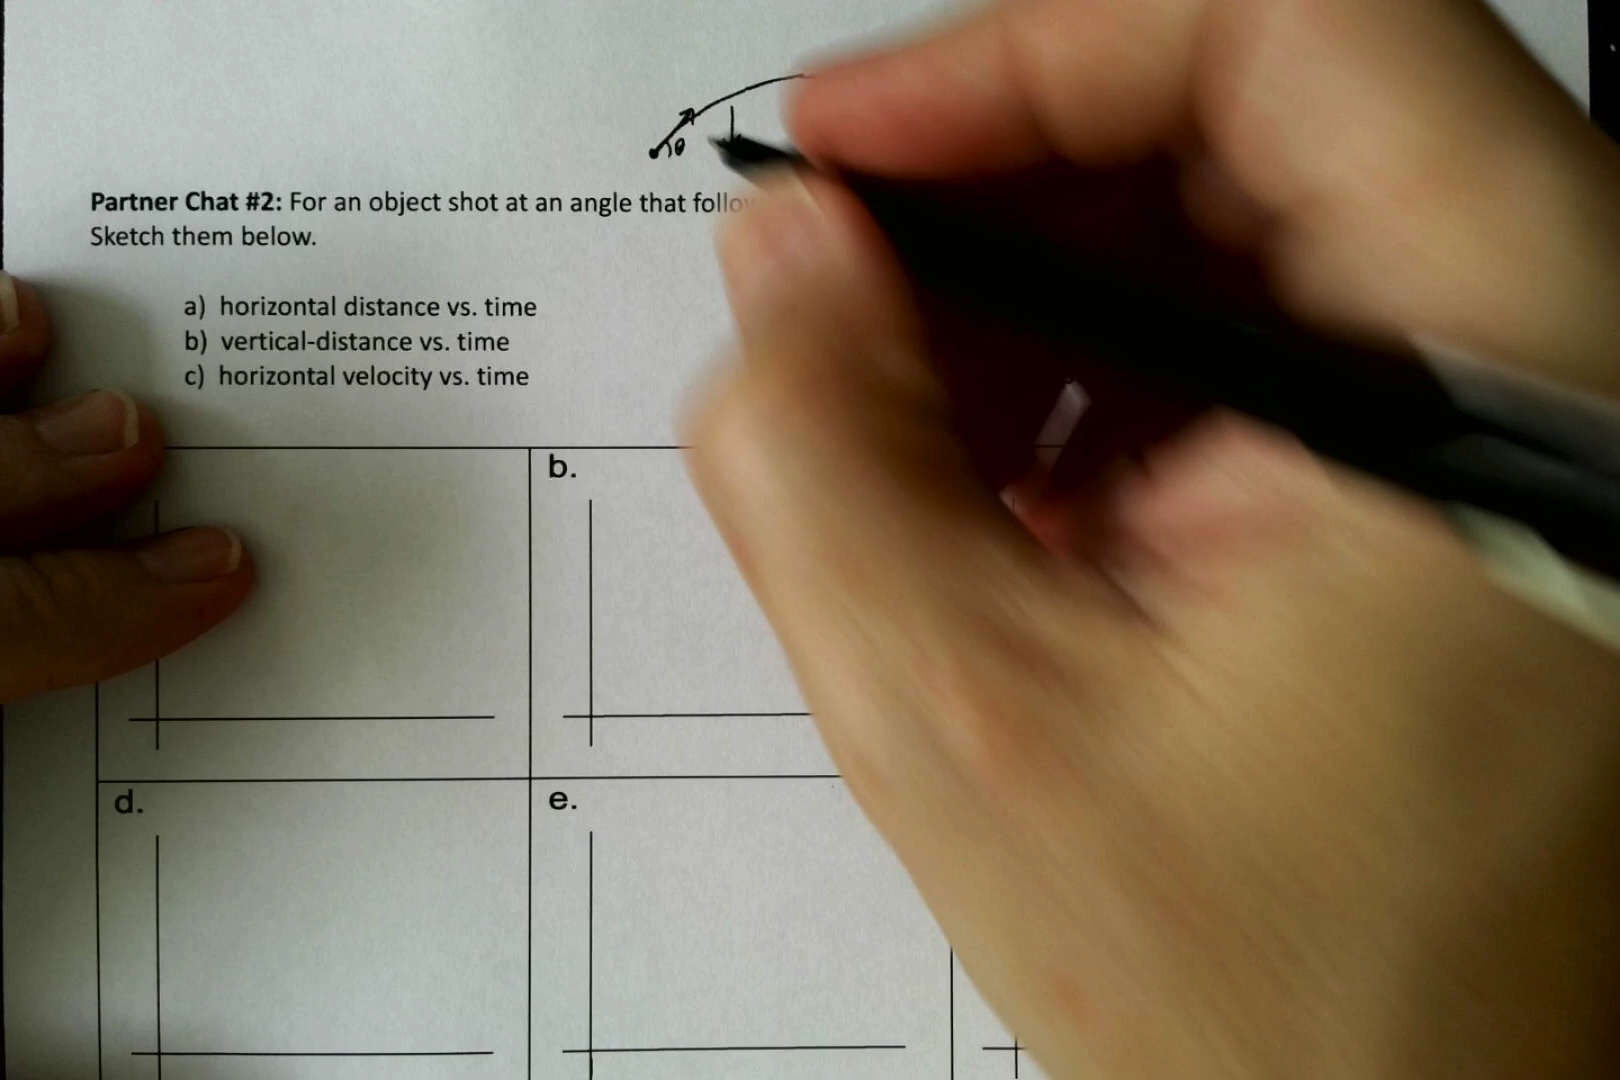 θ
Partner Chat #2: For an object shot at an angle that
Sketch them below.
a) horizontal distance vs. time
b) vertical-distance vs. time
c) horizontal velocity vs. time
b.
d.
e.